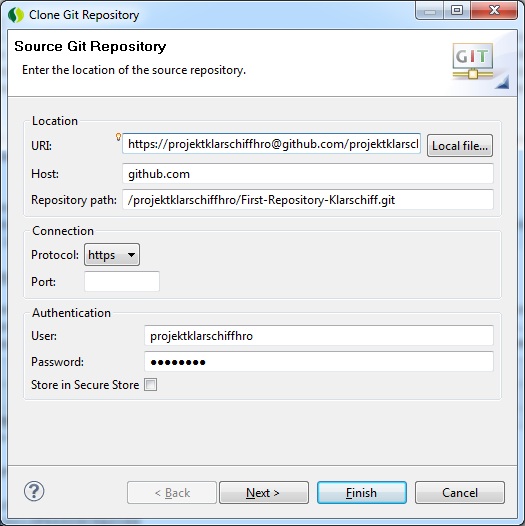 Clone Git Repository
Source Git Repository
Enter the location of the source repository.
GIT
Location
URI: https://projektklarschiffhro@github.com/projektklarscl Local file...
Host: github.com
Repository path: /projektklarschiffhro/First-Repository-Klarschiff.git
Connection
Protocol: https
Port:
Authentication
User: projektklarschiffhro
Password: ●●●●●●●●
Store in Secure Store
? < Back Next > Finish Cancel